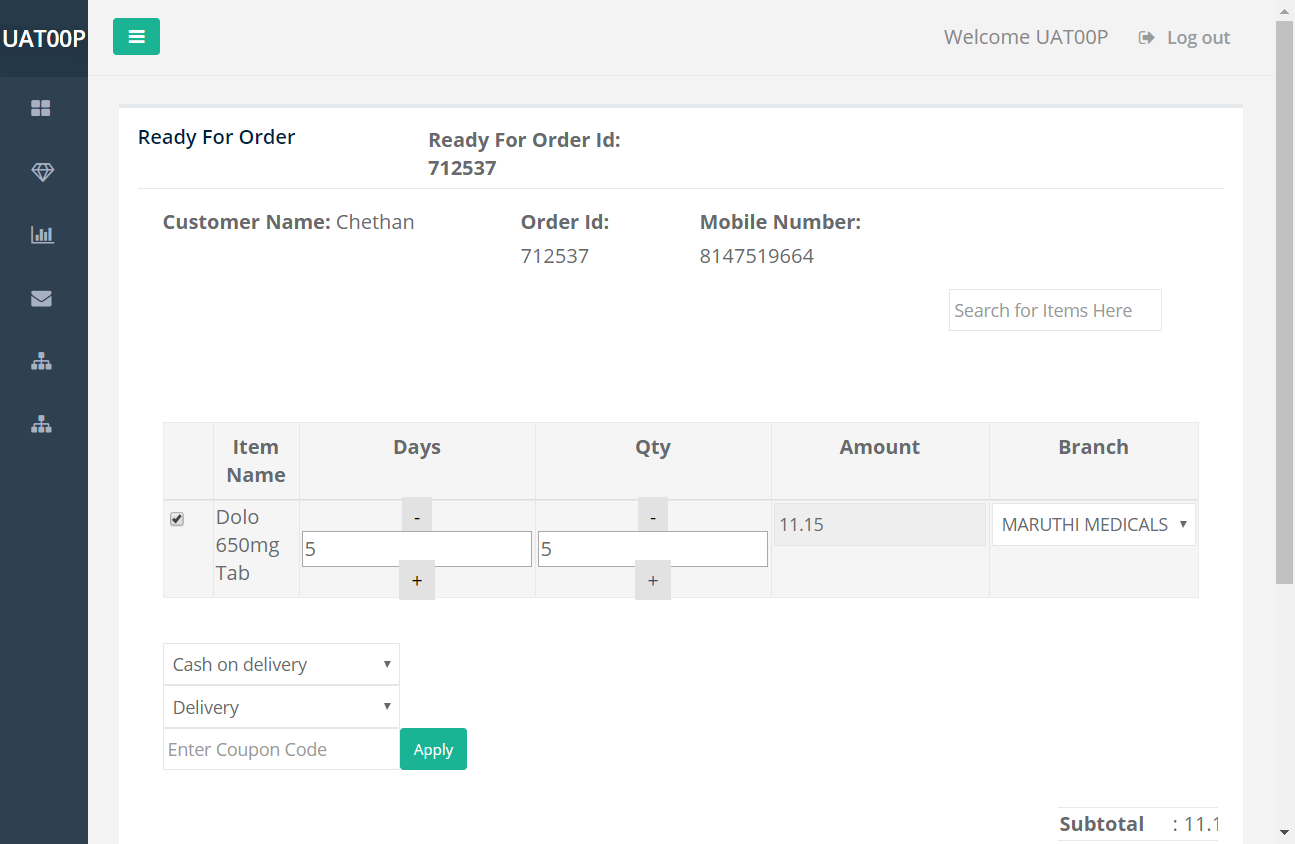 UAT00P
Welcome UAT00P
Log out
Ready For Order
Ready For Order Id:
712537
Customer Name: Chethan
Order Id:
712537
Mobile Number:
8147519664
Search for Items Here
Item
Name
Days
Qty
Amount
Branch
Dolo
650mg
Tab
-
5
+
-
5
+
11.15
MARUTHI MEDICALS
Cash on delivery
Delivery
Enter Coupon Code
Apply
Subtotal : 11.1